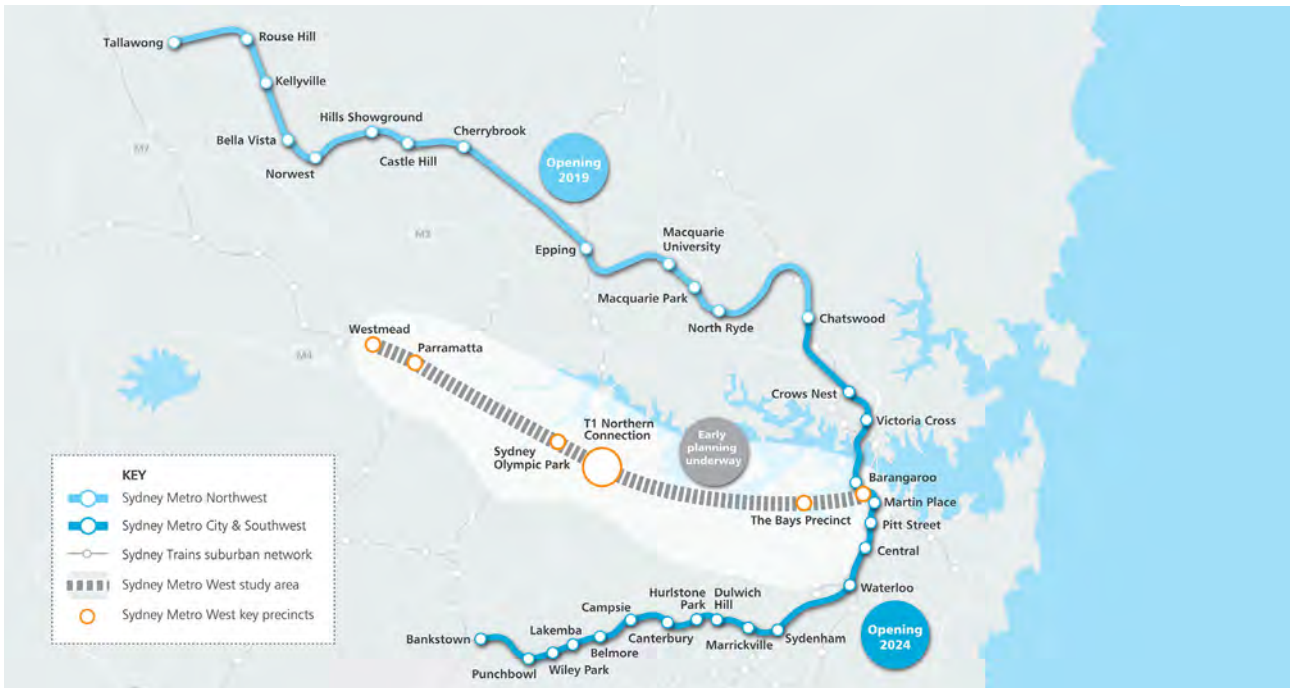 Tallawong
Rouse Hill
Kellyville
Bella Vista
Norwest
Hills Showground
Castle Hill
Cherrybrook
Opening
2019
M7
M2
Epping
Macquarie
University
Macquarie Park
North Ryde
Chatswood
Westmead
M4
Parramatta
Crows Nest
Victoria Cross
T1 Northern
Connection
Early
planning
underway
Sydney
Olympic Park
Barangaroo
Martin Place
The Bays Precinct
Pitt Street
Central
Waterloo
KEY
Sydney Metro Northwest
Sydney Metro City & Southwest
Sydney Trains suburban network
Sydney Metro West study area
Sydney Metro West key precincts
Bankstown
Punchbowl
Wiley Park
Lakemba
Belmore
Campsie
Canterbury
Hurlstone
Park
Dulwich
Hill
Marrickville
Sydenham
Opening
2024